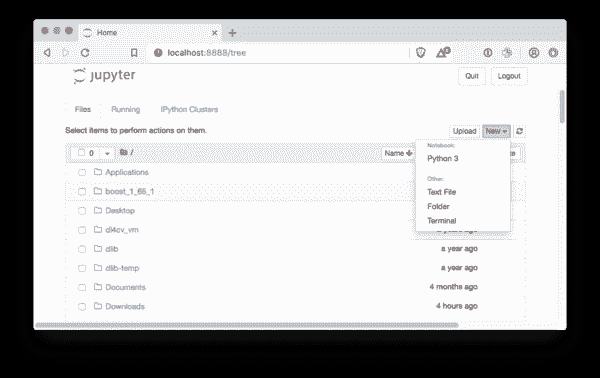 Home
localhost:8888/tree
jupyter
Quit
Logout
Files
Running
IPython Clusters
Select items to perform actions on them.
Upload
New
0
/
Name
Notebook:
Python 3
Other:
Text File
Folder
Terminal
Applications
boost_1_65_1
Desktop
dl4cv_vm
dlib
a year ago
dlib-temp
a year ago
Documents
4 months ago
Downloads
4 hours ago